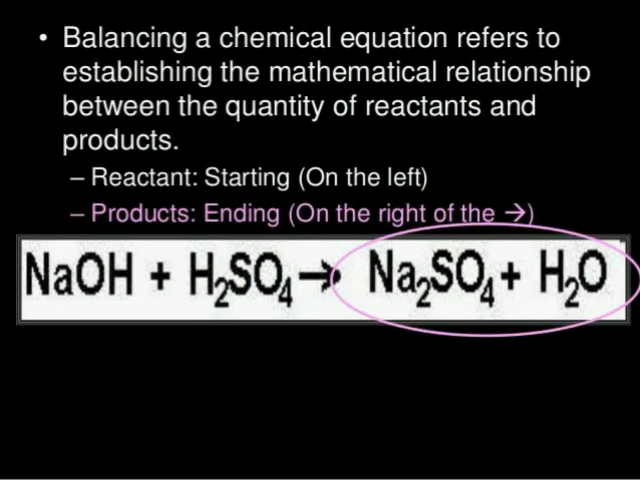 • Balancing a chemical equation refers to
establishing the mathematical relationship
between the quantity of reactants and
products.
– Reactant: Starting (On the left)
– Products: Ending (On the right of the →)
NaOH + H₂SO₄→ Na₂SO₄+ H₂O